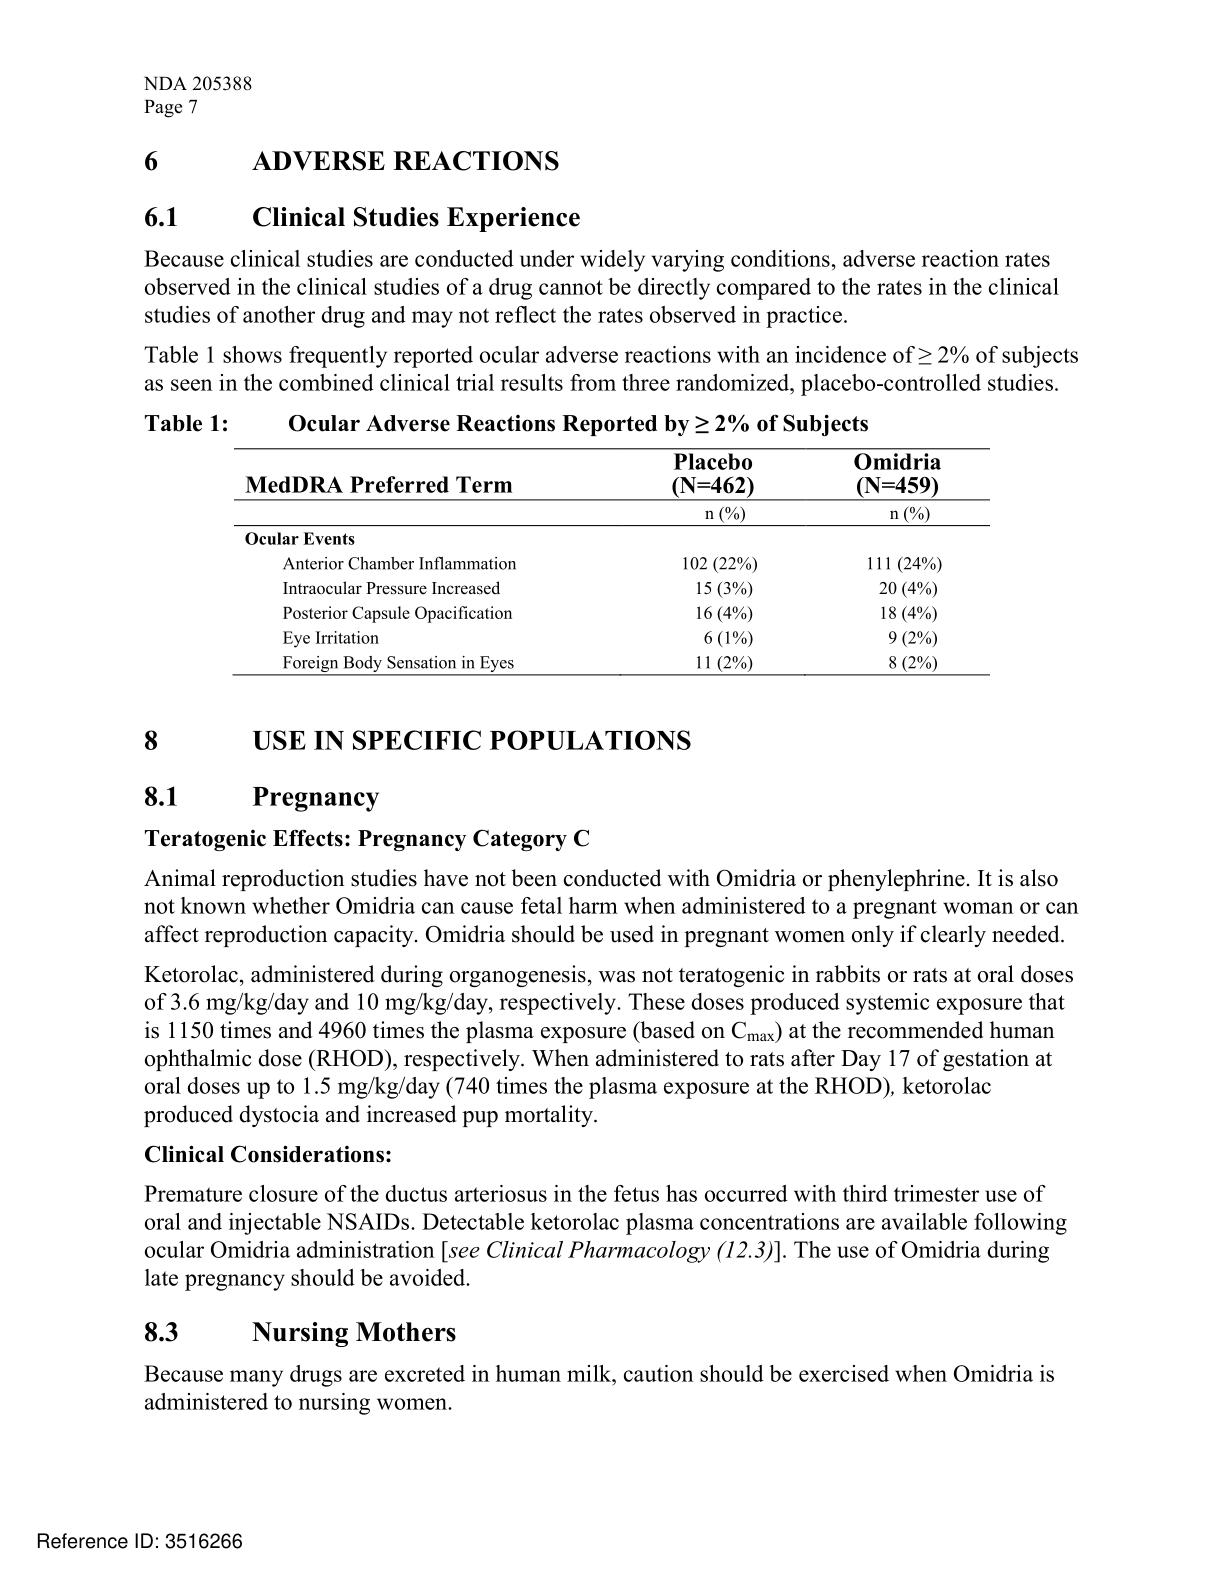 NDA 205388
Page 7
6 ADVERSE REACTIONS
6.1 Clinical Studies Experience
Because clinical studies are conducted under widely varying conditions, adverse reaction rates
observed in the clinical studies of a drug cannot be directly compared to the rates in the clinical
studies of another drug and may not reflect the rates observed in practice.
Table 1 shows frequently reported ocular adverse reactions with an incidence of ≥ 2% of subjects
as seen in the combined clinical trial results from three randomized, placebo-controlled studies.
Table 1: Ocular Adverse Reactions Reported by ≥ 2% of Subjects
Placebo Omidria
MedDRA Preferred Term (N=462) (N=459)
n (%) n (%)
Ocular Events
Anterior Chamber Inflammation 102 (22%) 111 (24%)
Intraocular Pressure Increased 15 (3%) 20 (4%)
Posterior Capsule Opacification 16 (4%) 18 (4%)
Eye Irritation 6 (1%) 9 (2%)
Foreign Body Sensation in Eyes 11 (2%) 8 (2%)
8 USE IN SPECIFIC POPULATIONS
8.1 Pregnancy
Teratogenic Effects: Pregnancy Category C
Animal reproduction studies have not been conducted with Omidria or phenylephrine. It is also
not known whether Omidria can cause fetal harm when administered to a pregnant woman or can
affect reproduction capacity. Omidria should be used in pregnant women only if clearly needed.
Ketorolac, administered during organogenesis, was not teratogenic in rabbits or rats at oral doses
of 3.6 mg/kg/day and 10 mg/kg/day, respectively. These doses produced systemic exposure that
is 1150 times and 4960 times the plasma exposure (based on Cmax) at the recommended human
ophthalmic dose (RHOD), respectively. When administered to rats after Day 17 of gestation at
oral doses up to 1.5 mg/kg/day (740 times the plasma exposure at the RHOD), ketorolac
produced dystocia and increased pup mortality.
Clinical Considerations:
Premature closure of the ductus arteriosus in the fetus has occurred with third trimester use of
oral and injectable NSAIDs. Detectable ketorolac plasma concentrations are available following
ocular Omidria administration [see Clinical Pharmacology (12.3)]. The use of Omidria during
late pregnancy should be avoided.
8.3 Nursing Mothers
Because many drugs are excreted in human milk, caution should be exercised when Omidria is
administered to nursing women.
Reference ID: 3516266